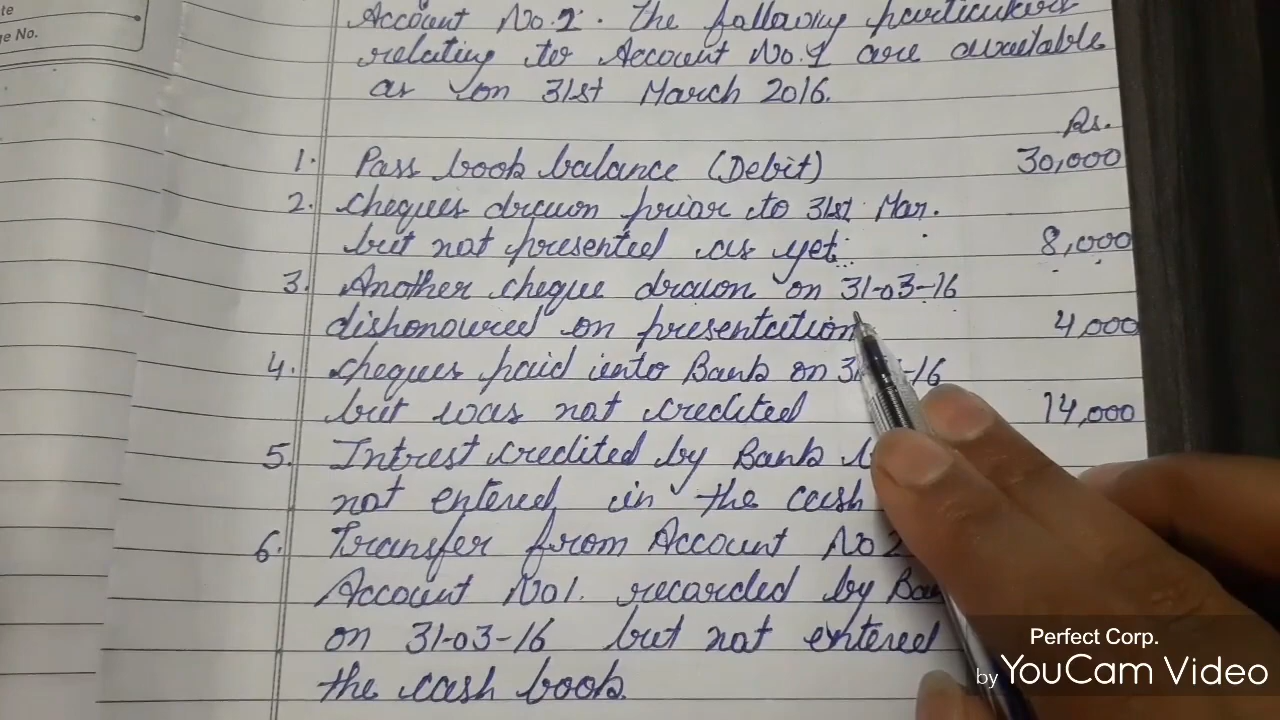 te
e No.
Account No.2. The following particulars
relating to Account No.1 are available
as on 31st March 2016.
Rs.
1. Pass book balance (Debit) 30,000
2. cheques drawn prior to 31st Mar.
but not presented as yet. 8,000
3. Another cheque drawn on 31-03-16
dishonoured on presentation 4,000
4. cheques paid into Bank on 31 -16
but was not credited 14,000
5. Intrest credited by Bank b
not entered in the cash
6. Transfer from Account No 2
Account No1. recorded by Ba
on 31-03-16 but not entered
the cash book.
Perfect Corp.
by YouCam Video